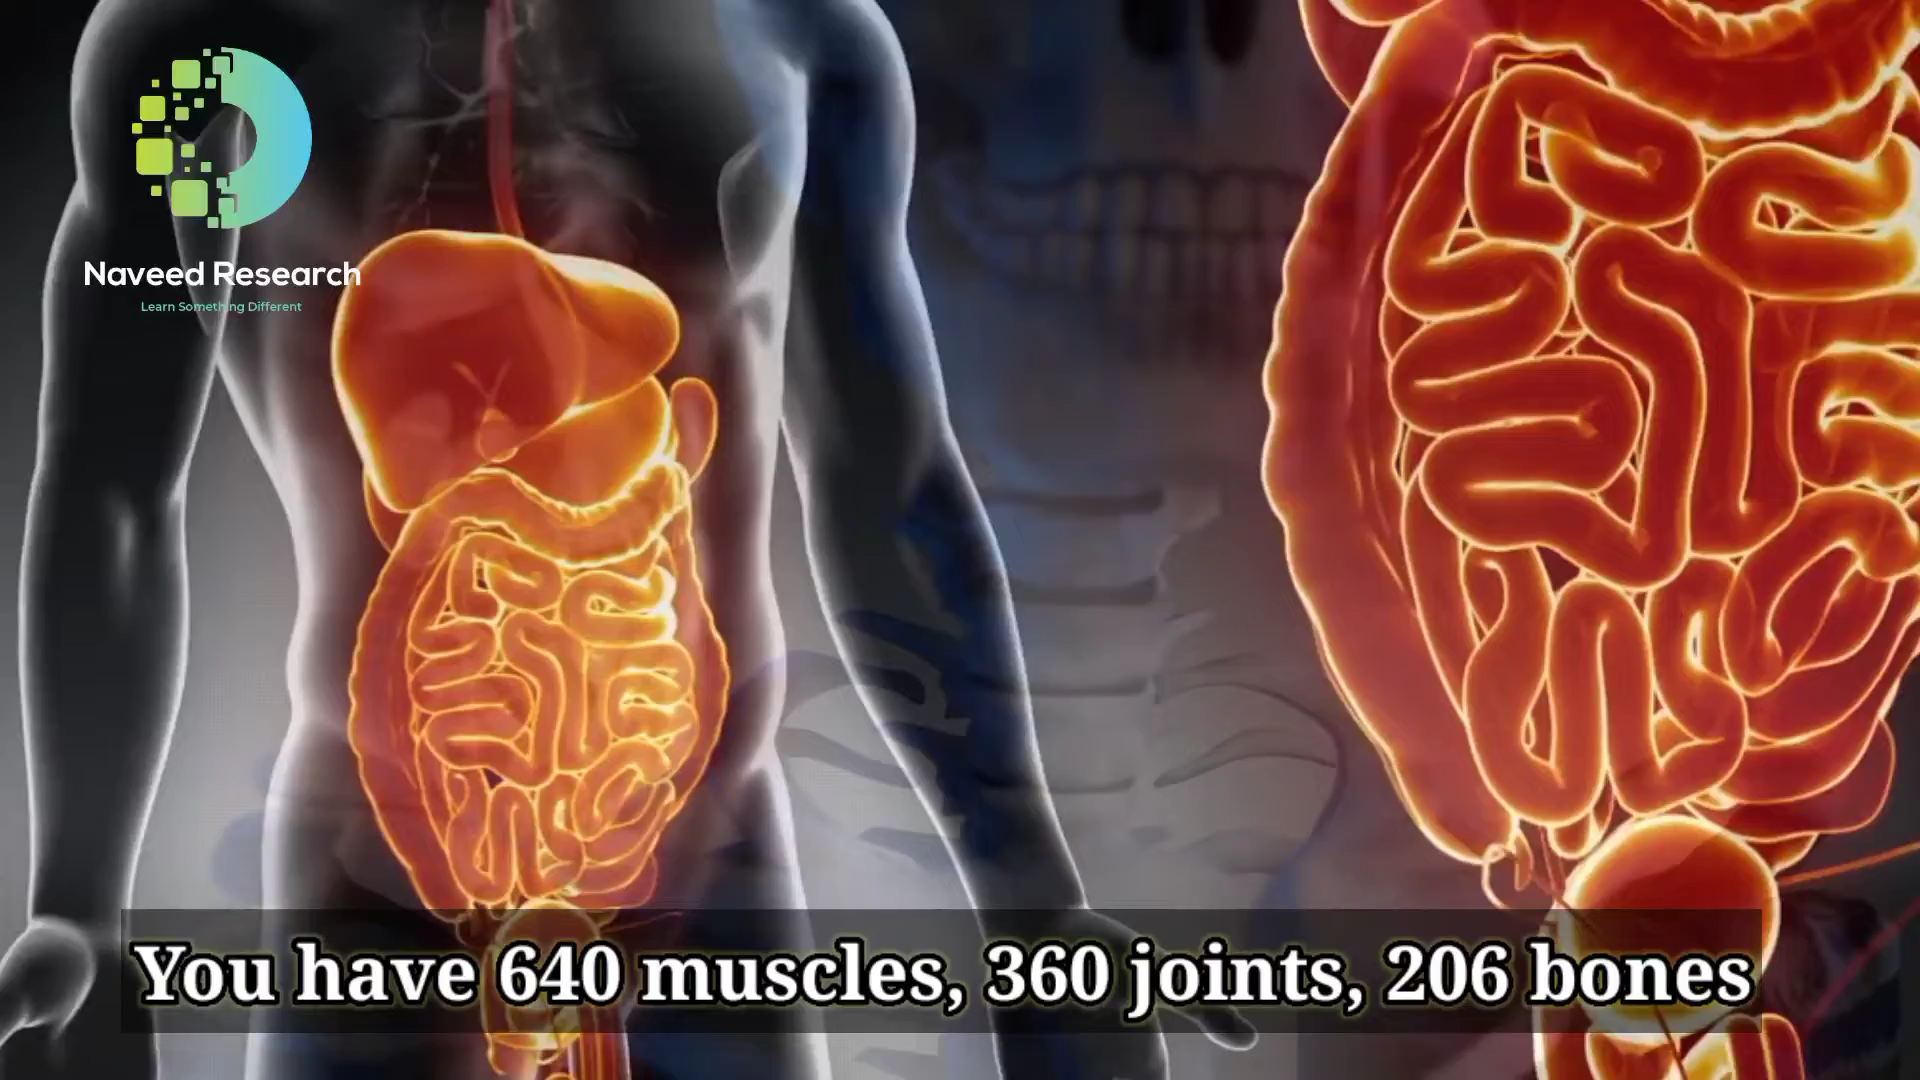 Naveed Research
Learn Something Different
You have 640 muscles, 360 joints, 206 bones